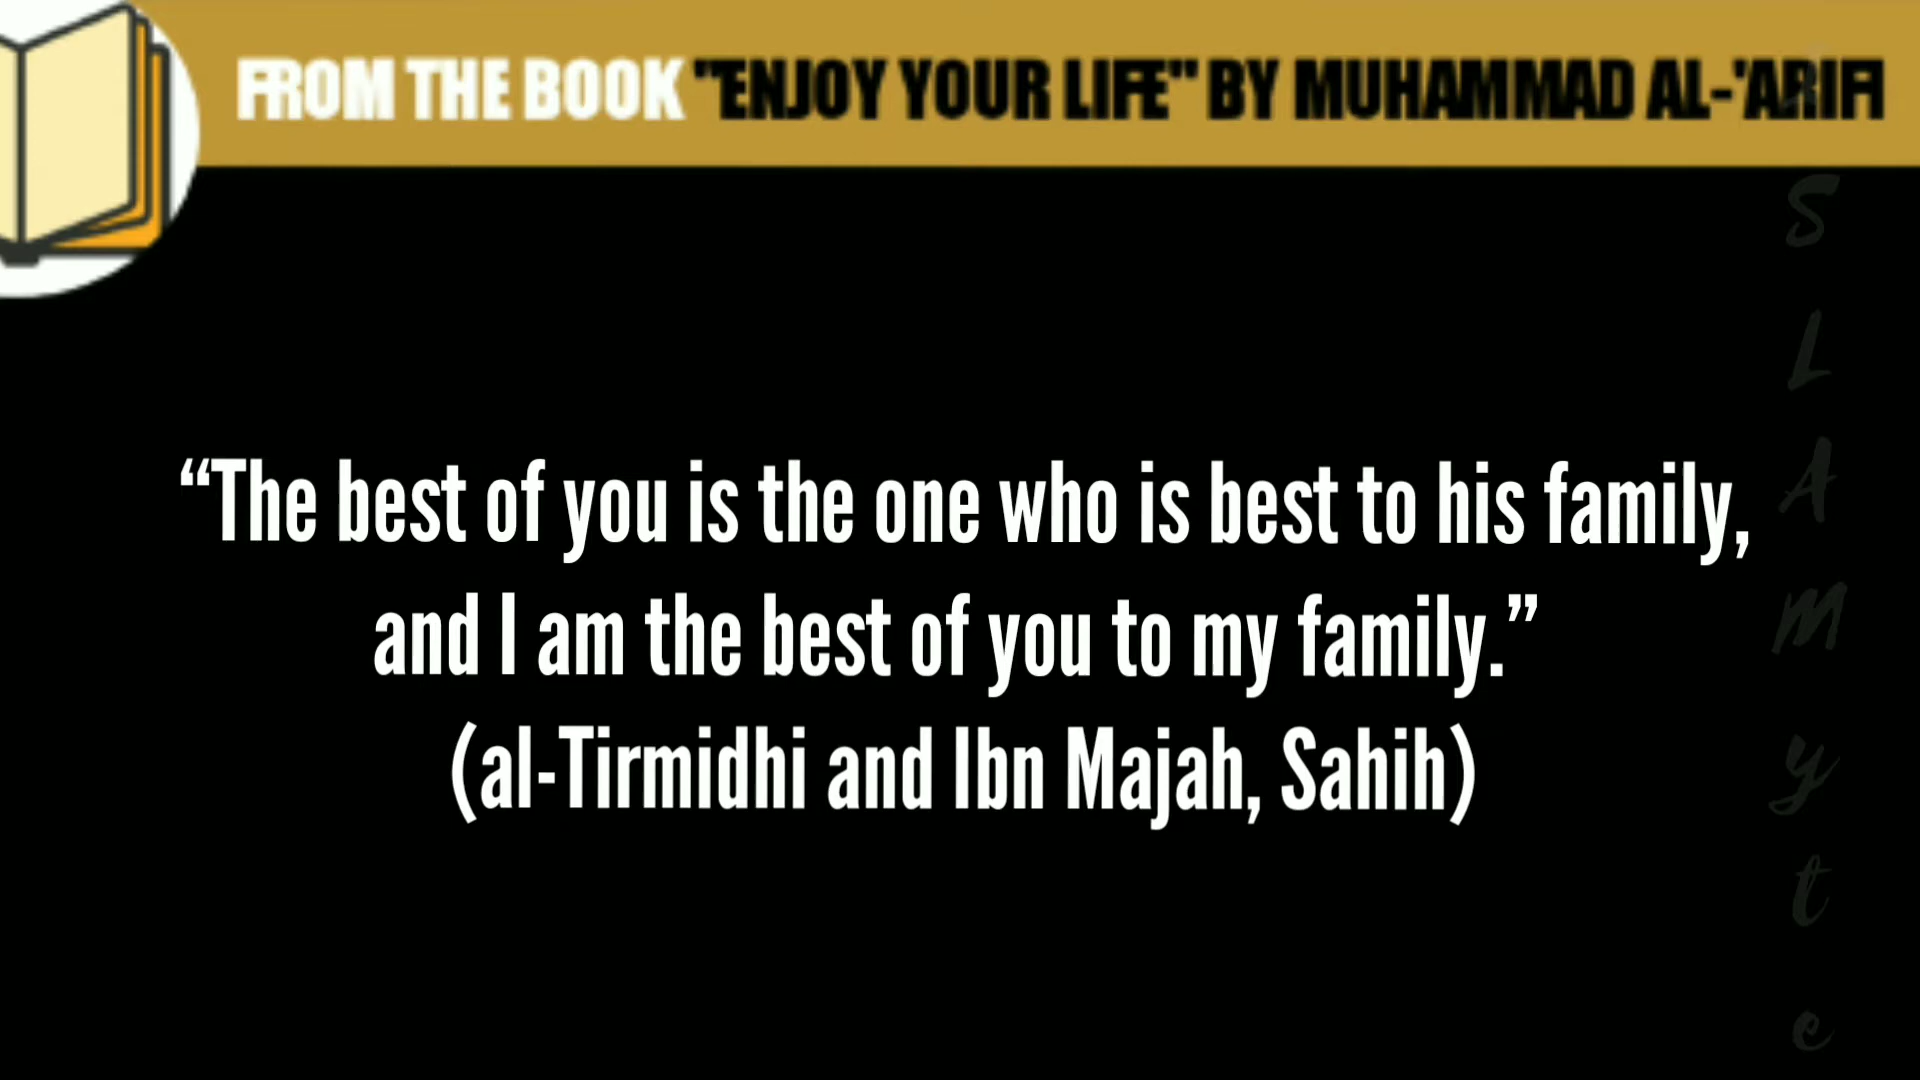 FROM THE BOOK "ENJOY YOUR LIFE" BY MUHAMMAD AL-'ARIFI
“The best of you is the one who is best to his family,
and I am the best of you to my family.”
(al-Tirmidhi and Ibn Majah, Sahih)
S
L
A
M
y
t
e